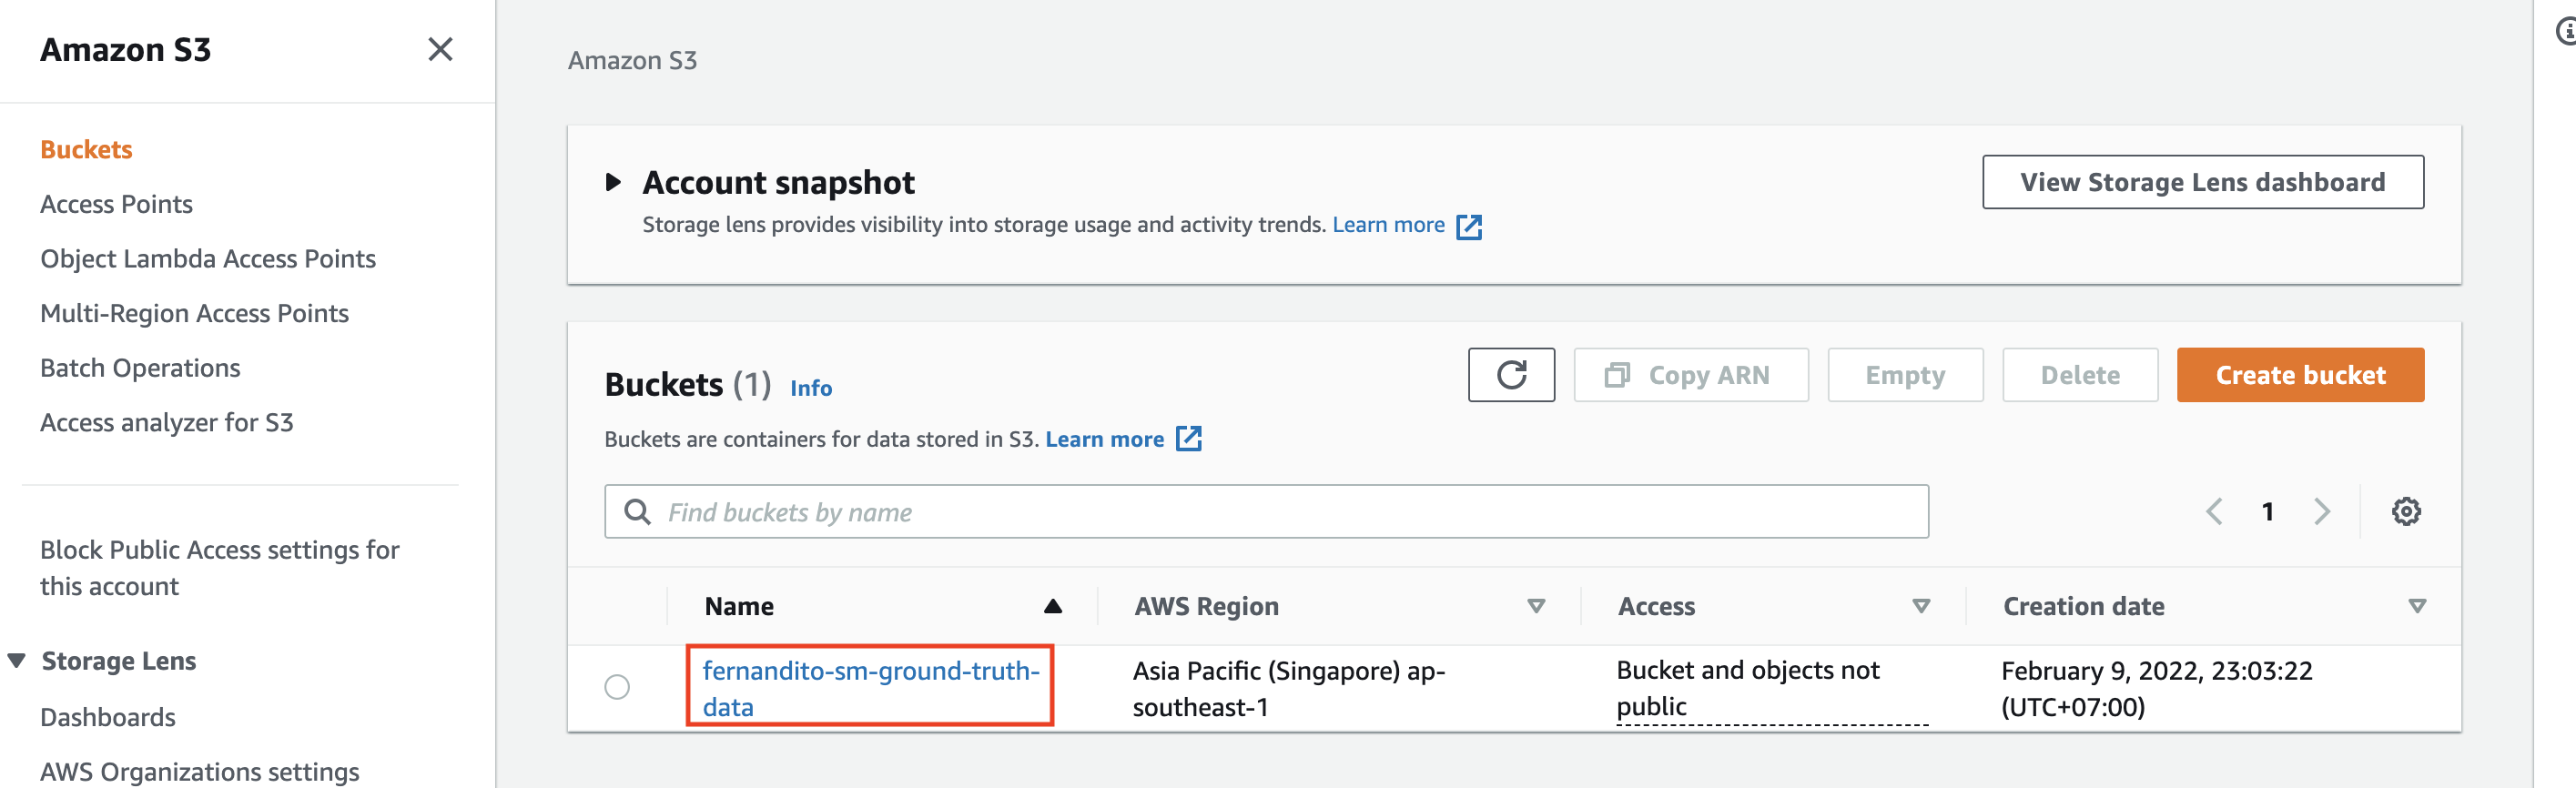 Amazon S3
Buckets
Access Points
Object Lambda Access Points
Multi-Region Access Points
Batch Operations
Access analyzer for S3
Block Public Access settings for
this account
Storage Lens
Dashboards
AWS Organizations settings
Amazon S3
Account snapshot
View Storage Lens dashboard
Storage lens provides visibility into storage usage and activity trends. Learn more
Buckets (1) Info
Copy ARN
Empty
Delete
Create bucket
Buckets are containers for data stored in S3. Learn more
Find buckets by name
1
Name
AWS Region
Access
Creation date
fernandito-sm-ground-truth-
data
Asia Pacific (Singapore) ap-
southeast-1
Bucket and objects not
public
February 9, 2022, 23:03:22
(UTC+07:00)